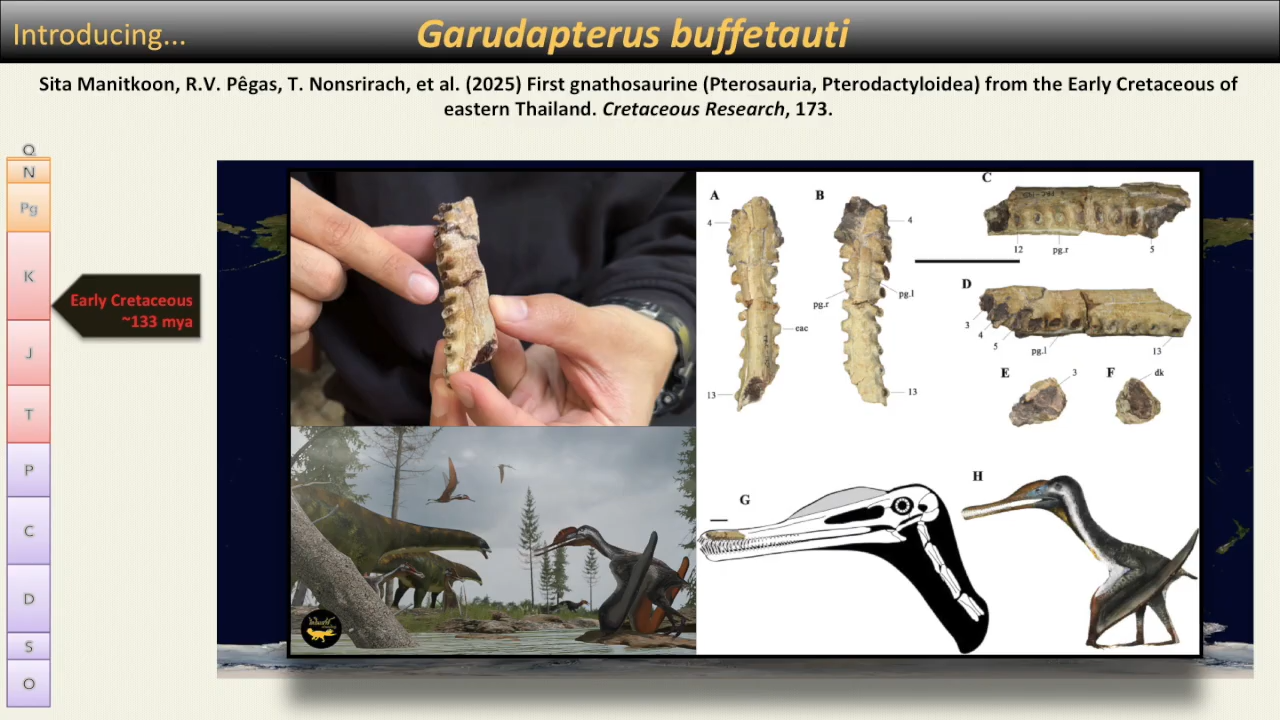 Introducing...
Garudapterus buffetauti
Sita Manitkoon, R.V. Pêgas, T. Nonsrirach, et al. (2025) First gnathosaurine (Pterosauria, Pterodactyloidea) from the Early Cretaceous of
eastern Thailand. Cretaceous Research, 173.
Q
N
Pg
K
J
T
P
C
D
S
O
Early Cretaceous
~133 mya
A
4
pg.r
eac
13
B
4
pg.l
13
C
12
pg.r
5
D
3
4
5
pg.l
13
E
3
F
dk
G
H